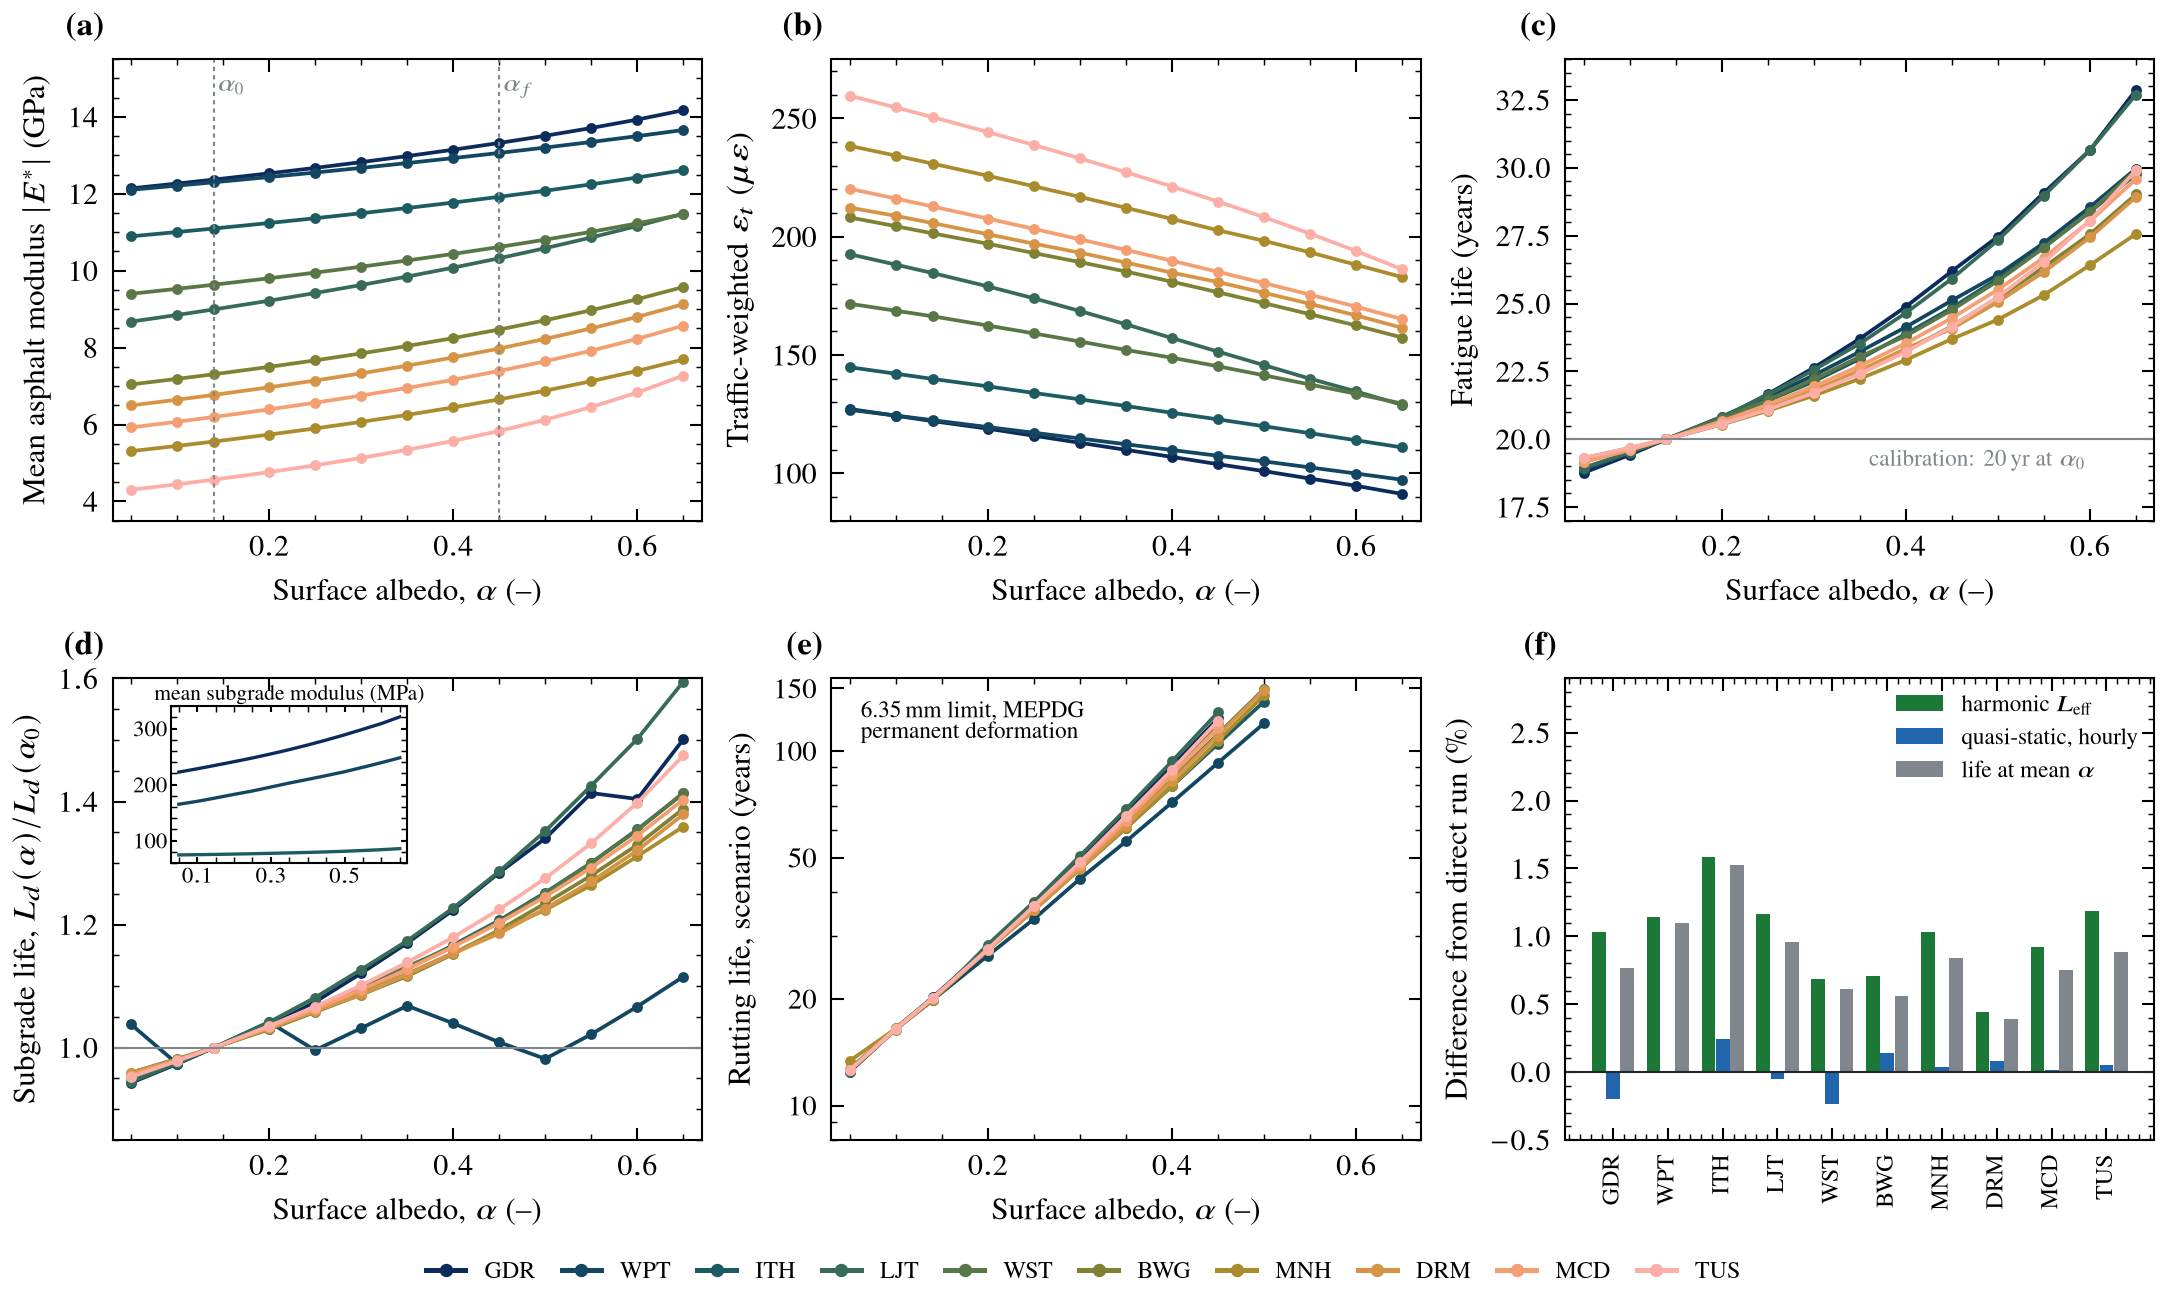 (a)
Mean asphalt modulus |E*| (GPa)
14
12
10
8
6
4
α0
αf
0.2
0.4
0.6
Surface albedo, α (–)
(b)
Traffic-weighted εt (με)
250
200
150
100
0.2
0.4
0.6
Surface albedo, α (–)
(c)
Fatigue life (years)
32.5
30.0
27.5
25.0
22.5
20.0
17.5
calibration: 20 yr at α0
0.2
0.4
0.6
Surface albedo, α (–)
(d)
Subgrade life, Ld(α)/Ld(α0)
1.6
1.4
1.2
1.0
mean subgrade modulus (MPa)
300
200
100
0.1
0.3
0.5
0.2
0.4
0.6
Surface albedo, α (–)
(e)
Rutting life, scenario (years)
150
100
50
20
10
6.35 mm limit, MEPDG
permanent deformation
0.2
0.4
0.6
Surface albedo, α (–)
(f)
Difference from direct run (%)
2.5
2.0
1.5
1.0
0.5
0.0
−0.5
harmonic Leff
quasi-static, hourly
life at mean α
GDR
WPT
ITH
LJT
WST
BWG
MNH
DRM
MCD
TUS
GDR WPT ITH LJT WST BWG MNH DRM MCD TUS